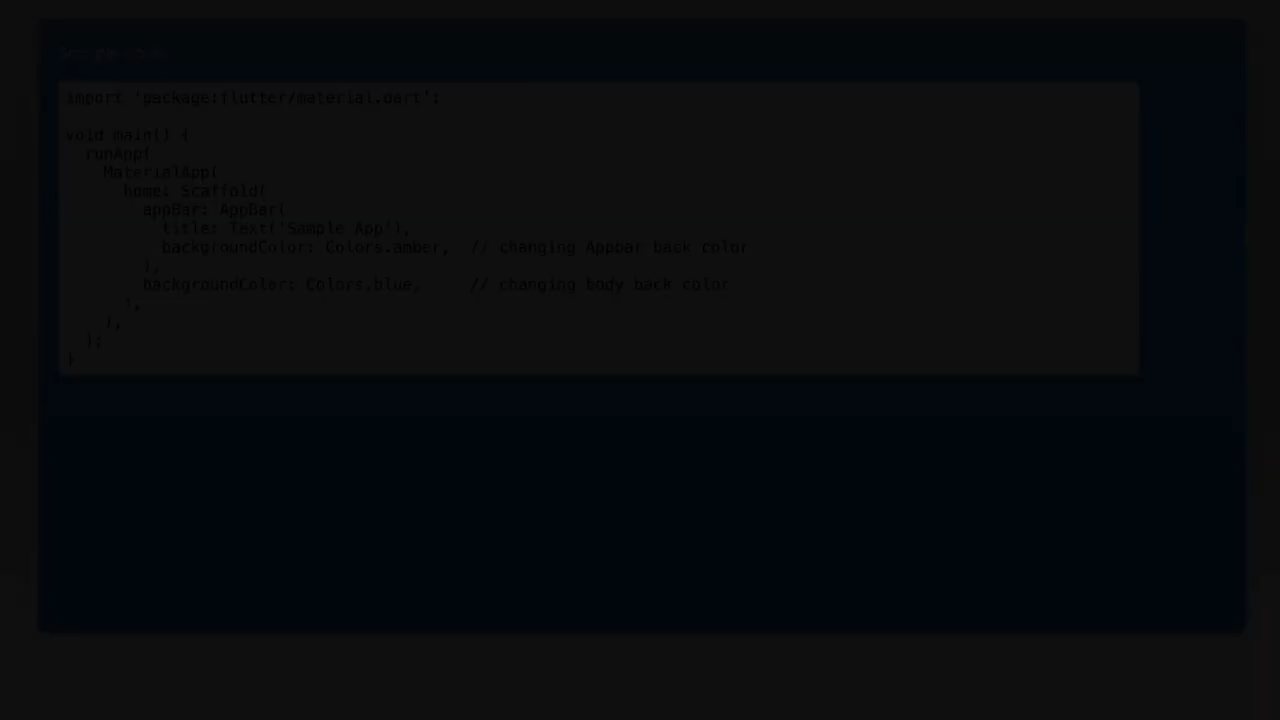 import 'package:flutter/material.dart';

void main() {
  runApp(
    MaterialApp(
      home: Scaffold(
        appBar: AppBar(
          title: Text('Sample App'),
          backgroundColor: Colors.amber,  // changing Appbar back color
        ),
        backgroundColor: Colors.blue,     // changing body back color
      ),
    ),
  );
}